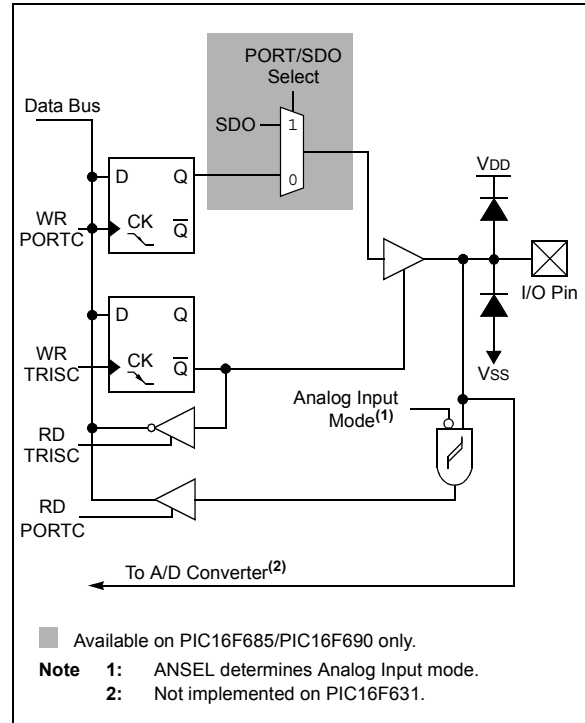 PORT/SDO
Select
Data Bus
SDO
1
0
VDD
D
Q
WR
PORTC
CK
Q
I/O Pin
D
Q
WR
TRISC
CK
Q
VSS
Analog Input
Mode(1)
RD
TRISC
RD
PORTC
To A/D Converter(2)
Available on PIC16F685/PIC16F690 only.
Note 1: ANSEL determines Analog Input mode.
2: Not implemented on PIC16F631.